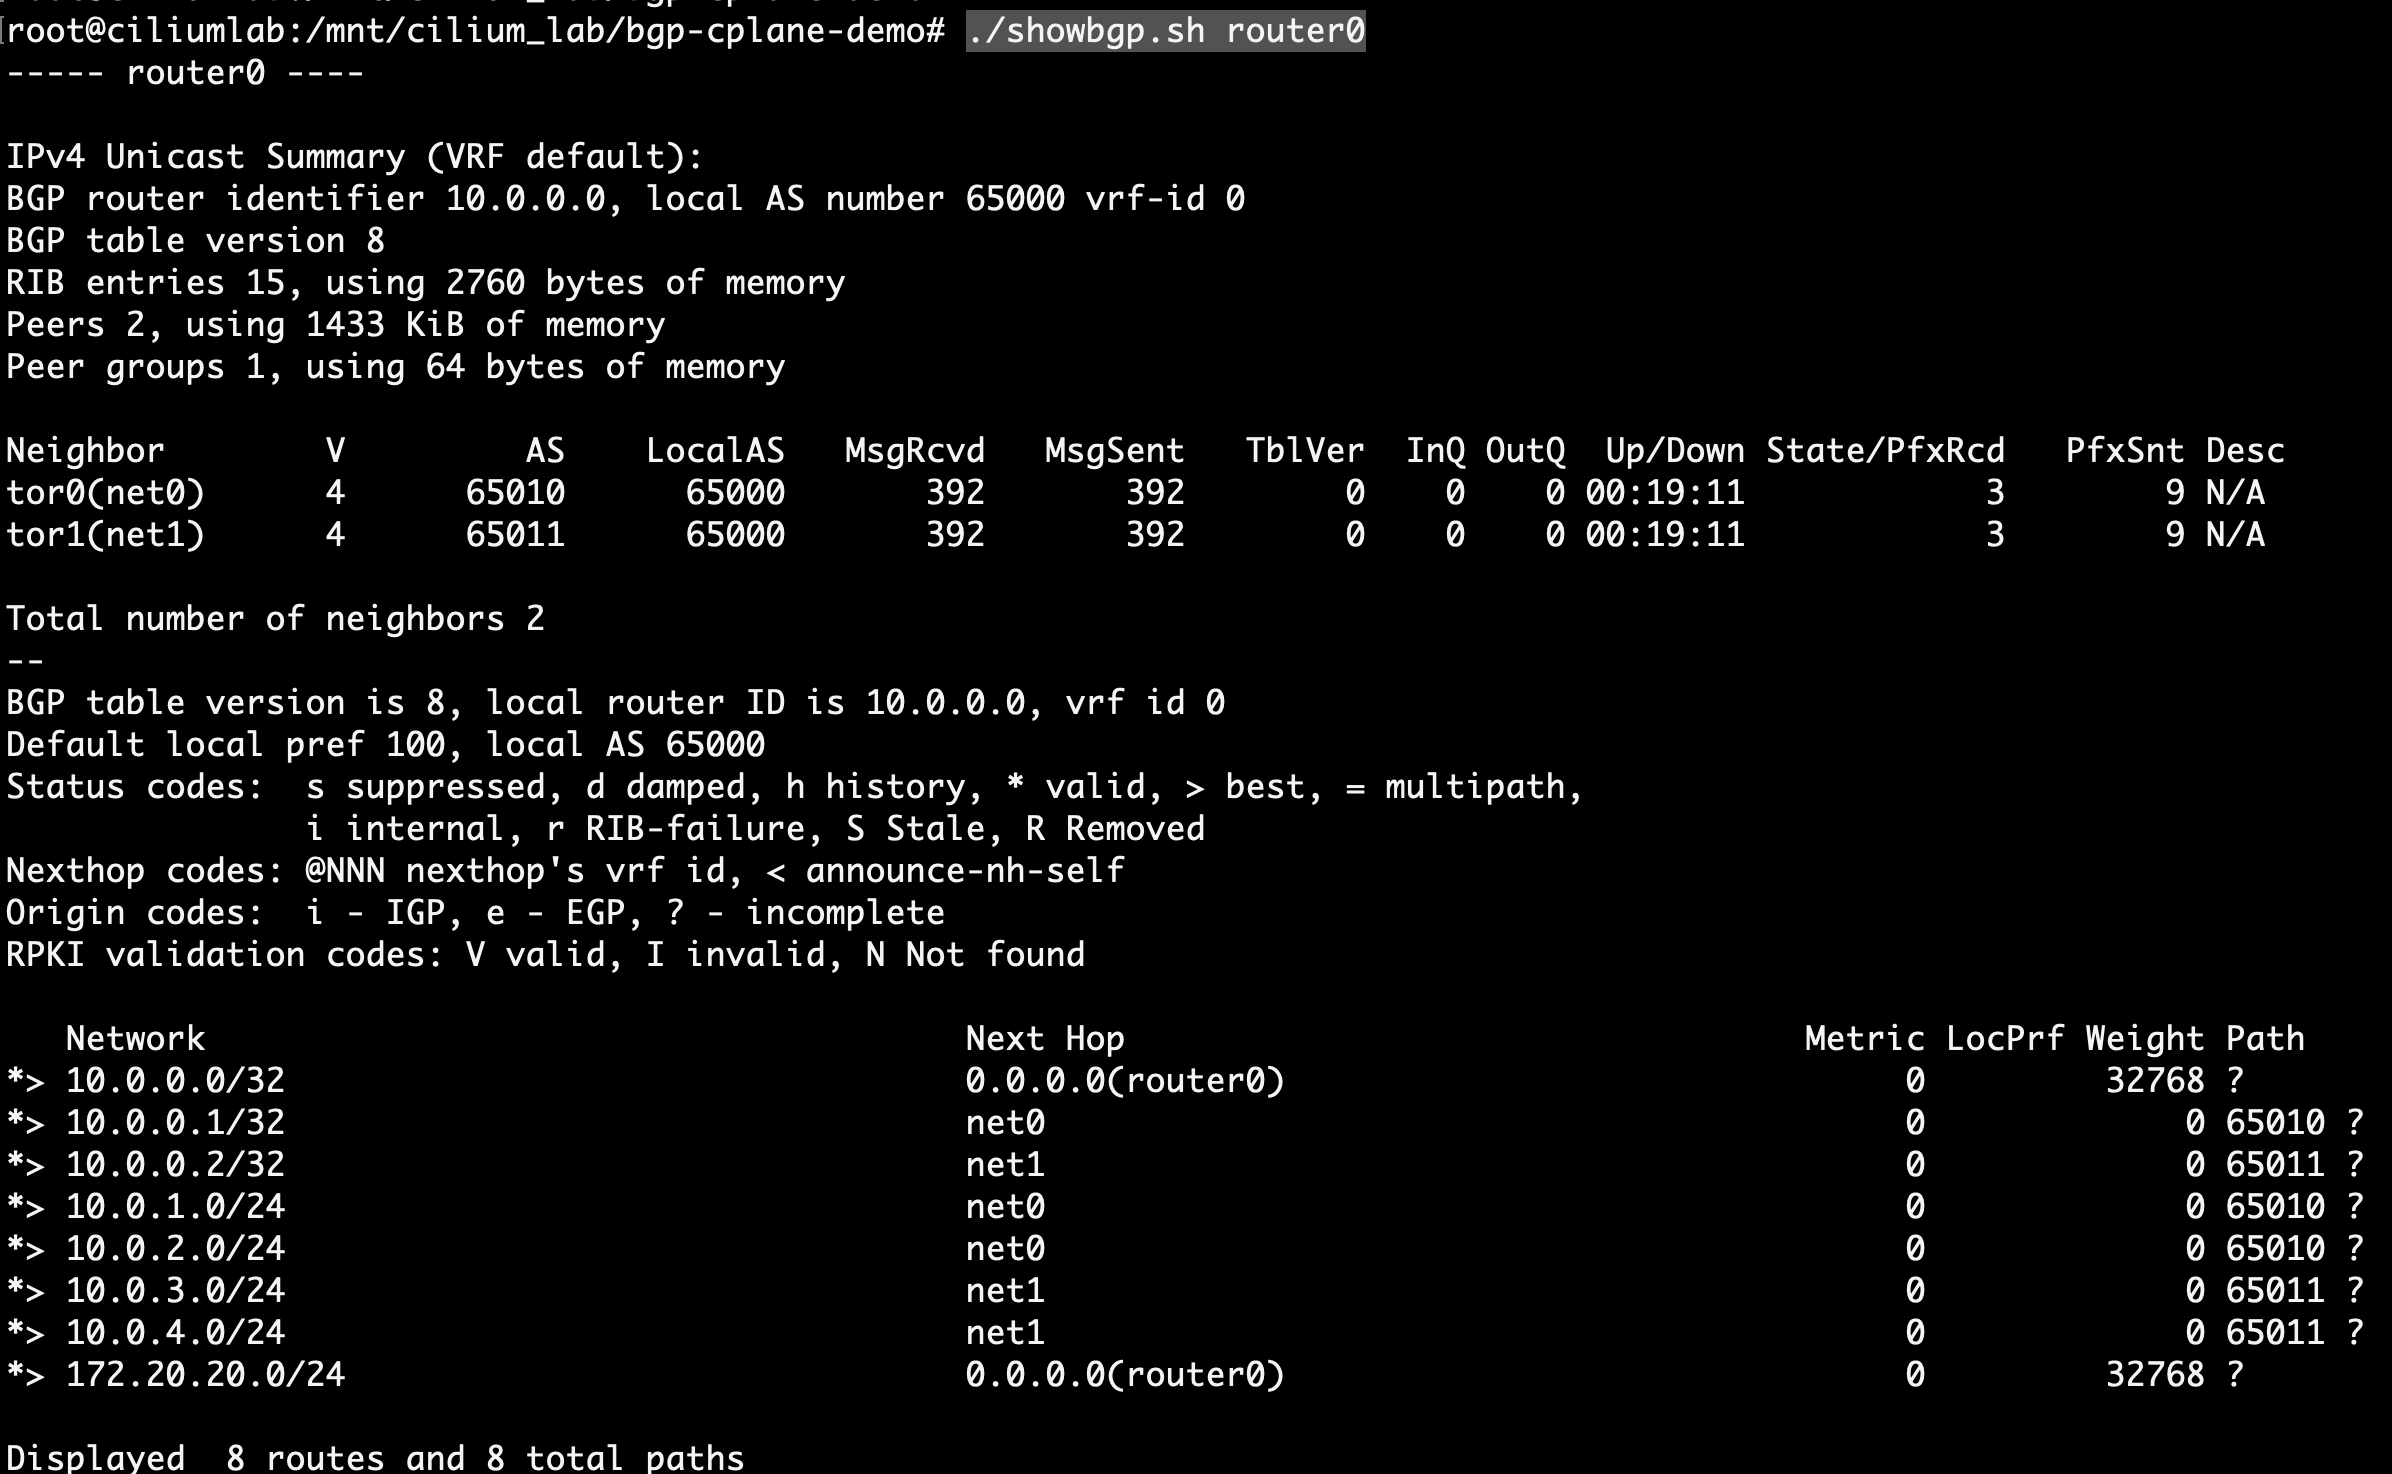 root@ciliumlab:/mnt/cilium_lab/bgp-cplane-demo# ./showbgp.sh router0
----- router0 ----
IPv4 Unicast Summary (VRF default):
BGP router identifier 10.0.0.0, local AS number 65000 vrf-id 0
BGP table version 8
RIB entries 15, using 2760 bytes of memory
Peers 2, using 1433 KiB of memory
Peer groups 1, using 64 bytes of memory
Neighbor        V         AS    LocalAS   MsgRcvd   MsgSent   TblVer  InQ OutQ  Up/Down State/PfxRcd   PfxSnt Desc
tor0(net0)      4      65010      65000       392       392        0    0    0 00:19:11            3        9 N/A
tor1(net1)      4      65011      65000       392       392        0    0    0 00:19:11            3        9 N/A
Total number of neighbors 2
--
BGP table version is 8, local router ID is 10.0.0.0, vrf id 0
Default local pref 100, local AS 65000
Status codes:  s suppressed, d damped, h history, * valid, > best, = multipath,
               i internal, r RIB-failure, S Stale, R Removed
Nexthop codes: @NNN nexthop's vrf id, < announce-nh-self
Origin codes:  i - IGP, e - EGP, ? - incomplete
RPKI validation codes: V valid, I invalid, N Not found
   Network                                      Next Hop                                  Metric LocPrf Weight Path
*> 10.0.0.0/32                                  0.0.0.0(router0)                               0         32768 ?
*> 10.0.0.1/32                                  net0                                           0             0 65010 ?
*> 10.0.0.2/32                                  net1                                           0             0 65011 ?
*> 10.0.1.0/24                                  net0                                           0             0 65010 ?
*> 10.0.2.0/24                                  net0                                           0             0 65010 ?
*> 10.0.3.0/24                                  net1                                           0             0 65011 ?
*> 10.0.4.0/24                                  net1                                           0             0 65011 ?
*> 172.20.20.0/24                               0.0.0.0(router0)                               0         32768 ?
Displayed  8 routes and 8 total paths